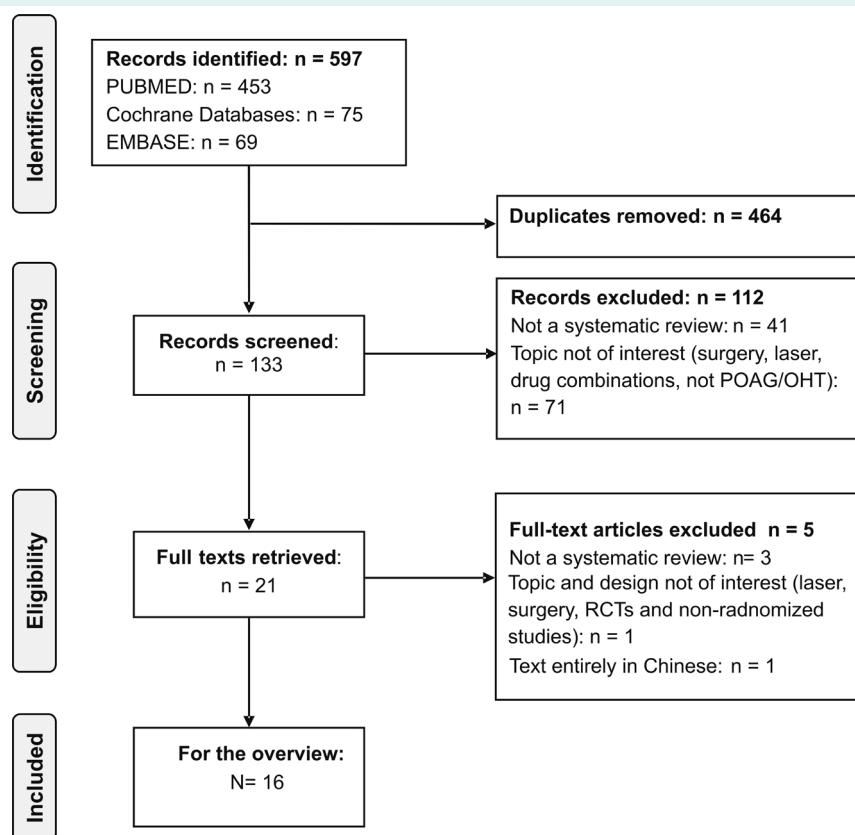 Identification
Records identified: n = 597
PUBMED: n = 453
Cochrane Databases: n = 75
EMBASE: n = 69
Duplicates removed: n = 464
Screening
Records screened:
n = 133
Records excluded: n = 112
Not a systematic review: n = 41
Topic not of interest (surgery, laser,
drug combinations, not POAG/OHT):
n = 71
Eligibility
Full texts retrieved:
n = 21
Full-text articles excluded n = 5
Not a systematic review: n= 3
Topic and design not of interest (laser,
surgery, RCTs and non-radnomized
studies): n = 1
Text entirely in Chinese: n = 1
Included
For the overview:
N= 16